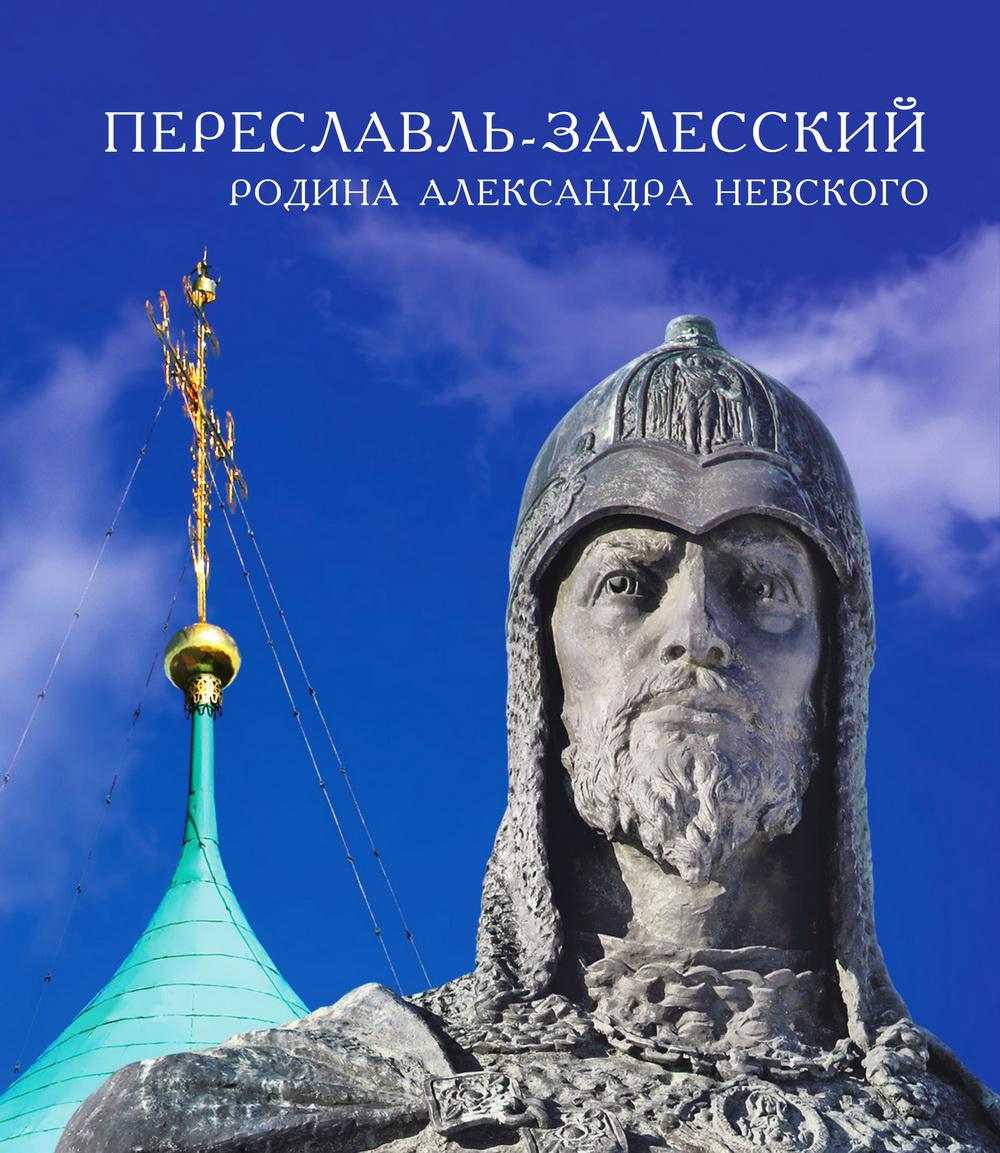 ПЕРЕСЛАВЛЬ-ЗАЛЕССКИЙ
РОДИНА АЛЕКСАНДРА НЕВСКОГО